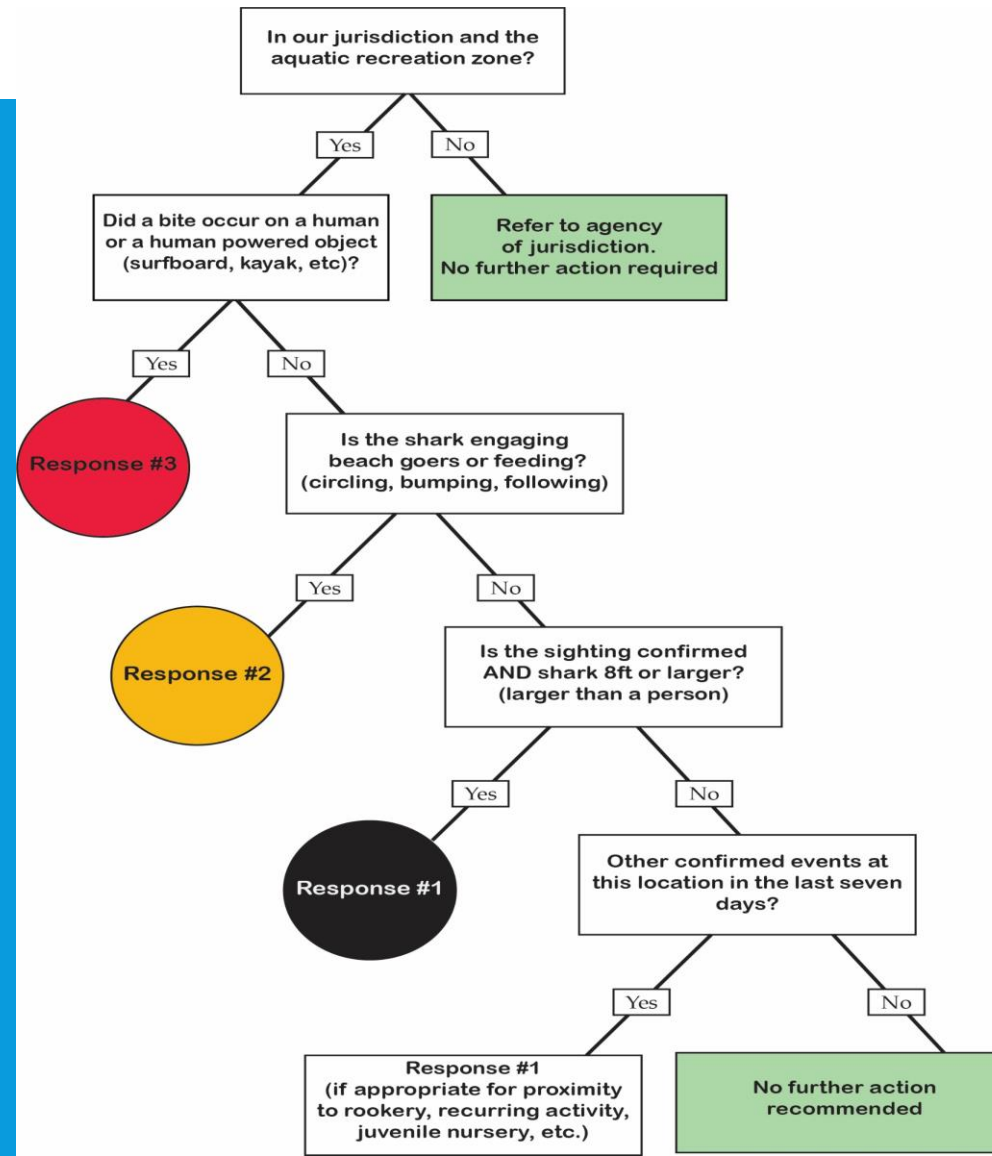 In our jurisdiction and the
aquatic recreation zone?
Yes
No
Did a bite occur on a human
or a human powered object
(surfboard, kayak, etc)?
Refer to agency
of jurisdiction.
No further action required
Yes
No
Response #3
Is the shark engaging
beach goers or feeding?
(circling, bumping, following)
Yes
No
Response #2
Is the sighting confirmed
AND shark 8ft or larger?
(larger than a person)
Yes
No
Response #1
Other confirmed events at
this location in the last seven
days?
Yes
No
Response #1
(if appropriate for proximity
to rookery, recurring activity,
juvenile nursery, etc.)
No further action
recommended